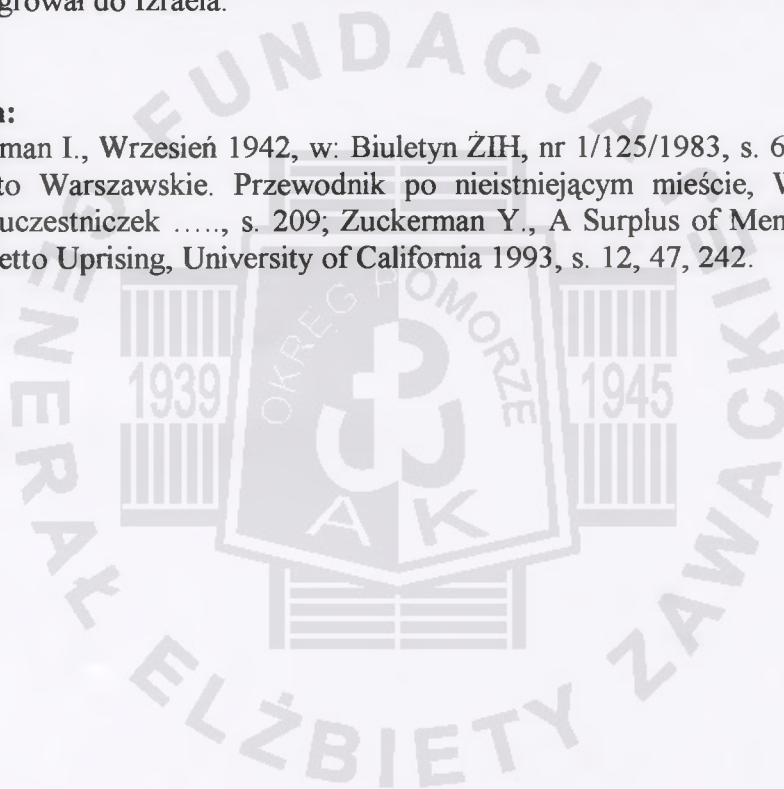 grował do Izraela.
man I., Wrzesień 1942, w: Biuletyn ŻIH, nr 1/125/1983, s. 6
to Warszawskie. Przewodnik po nieistniejącym mieście, W
uczestniczek ....., s. 209; Zuckerman Y., A Surplus of Mem
etto Uprising, University of California 1993, s. 12, 47, 242.
FUNDACJA
GENERAŁ ELŻBIETY ZAWACKIEJ
OKRĘG POMORZE
1939
1945
AK